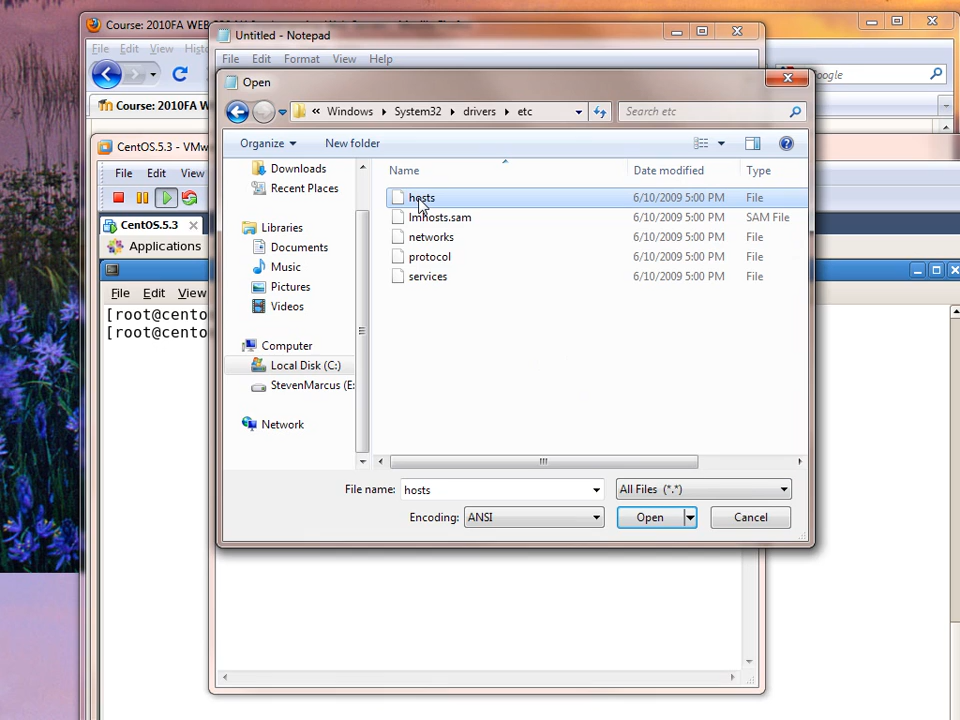 Course: 2010FA WEB
File Edit View
Google
Course: 2010FA W
CentOS.5.3 - VMw
File Edit View
CentOS.5.3
Applications
File Edit View
[root@cento
[root@cento
Untitled - Notepad
File Edit Format View Help
Open
« Windows System32 drivers etc
Search etc
Organize New folder
Downloads
Recent Places
Libraries
Documents
Music
Pictures
Videos
Computer
Local Disk (C:)
StevenMarcus (E:
Network
Name Date modified Type
hosts 6/10/2009 5:00 PM File
lmhosts.sam 6/10/2009 5:00 PM SAM File
networks 6/10/2009 5:00 PM File
protocol 6/10/2009 5:00 PM File
services 6/10/2009 5:00 PM File
File name: hosts All Files (*.*)
Encoding: ANSI Open Cancel